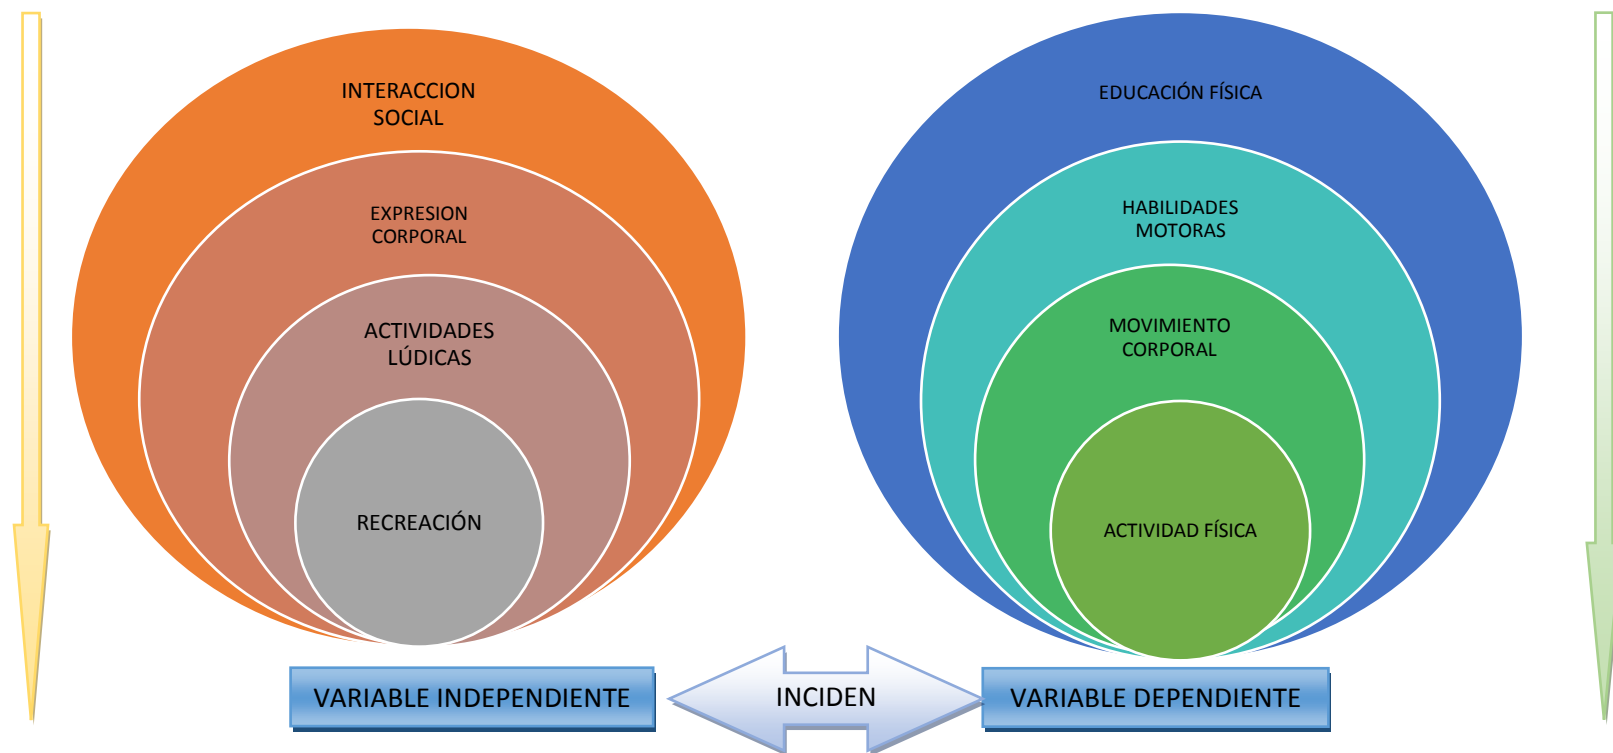 INTERACCION
SOCIAL
EXPRESION
CORPORAL
ACTIVIDADES
LÚDICAS
RECREACIÓN
EDUCACIÓN FÍSICA
HABILIDADES
MOTORAS
MOVIMIENTO
CORPORAL
ACTIVIDAD FÍSICA
VARIABLE INDEPENDIENTE
INCIDEN
VARIABLE DEPENDIENTE